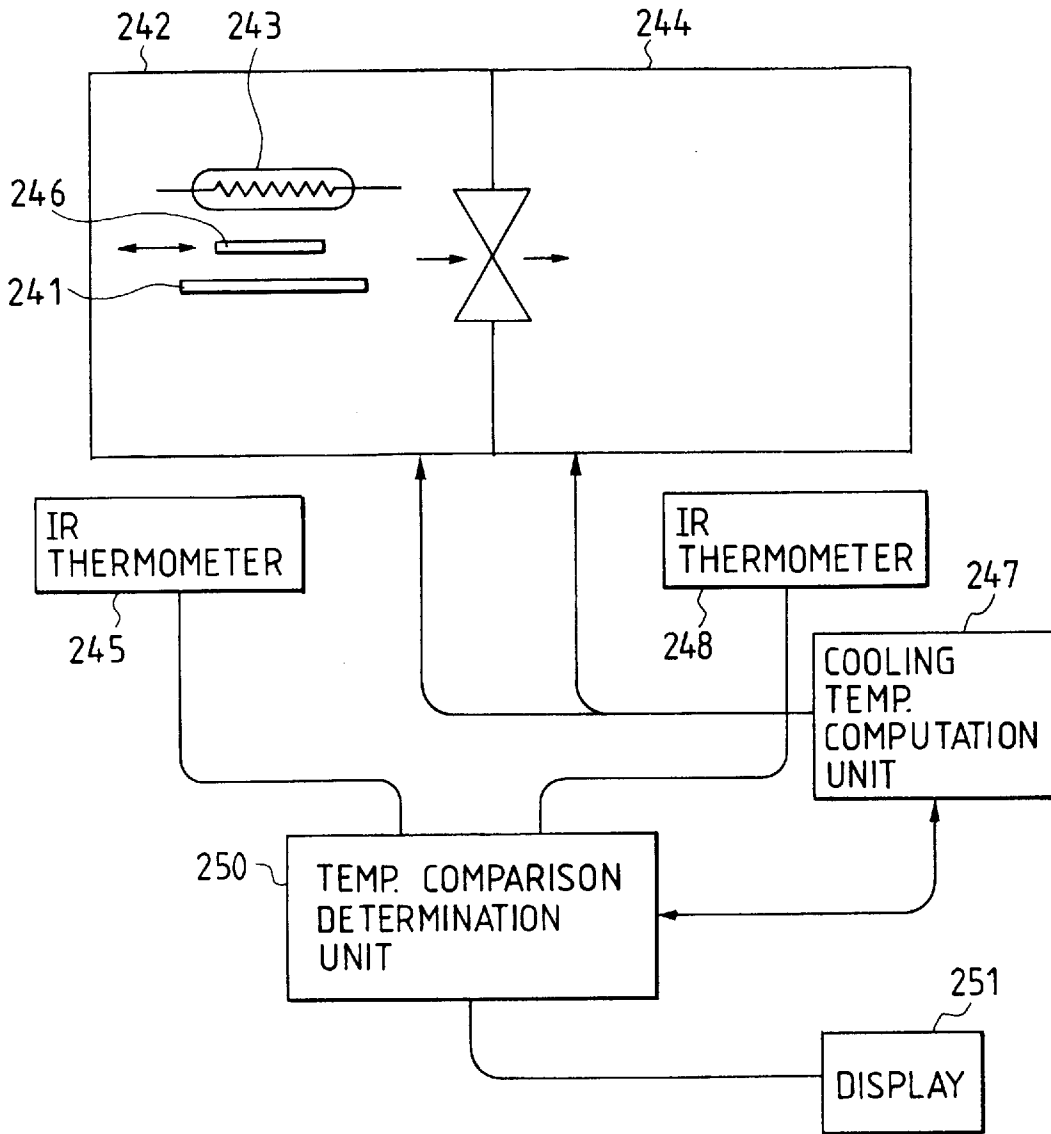 242
243
244
246
241
IR
THERMOMETER
245
IR
THERMOMETER
248
247
COOLING
TEMP.
COMPUTATION
UNIT
250
TEMP. COMPARISON
DETERMINATION
UNIT
251
DISPLAY